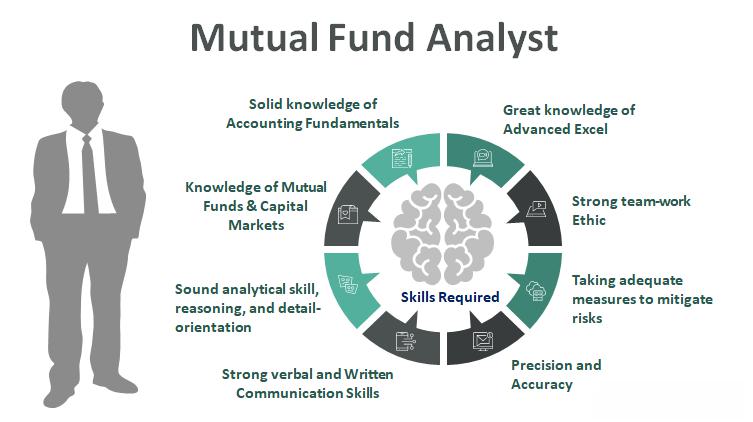 Mutual Fund Analyst
Solid knowledge of
Accounting Fundamentals
Great knowledge of
Advanced Excel
Knowledge of Mutual
Funds & Capital
Markets
Strong team-work
Ethic
Sound analytical skill,
reasoning, and detail-
orientation
Skills Required
Taking adequate
measures to mitigate
risks
Strong verbal and Written
Communication Skills
Precision and
Accuracy